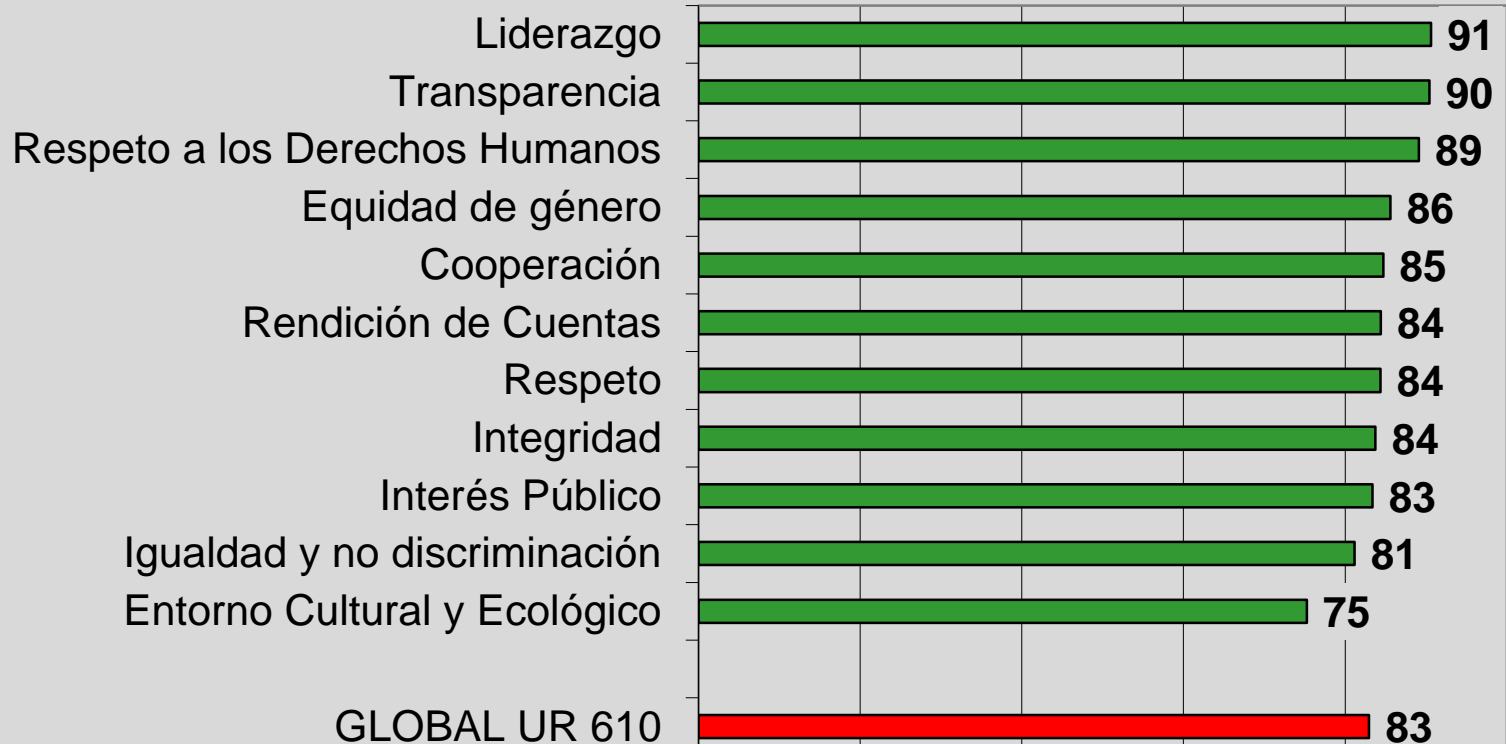 Liderazgo 91
Transparencia 90
Respeto a los Derechos Humanos 89
Equidad de género 86
Cooperación 85
Rendición de Cuentas 84
Respeto 84
Integridad 84
Interés Público 83
Igualdad y no discriminación 81
Entorno Cultural y Ecológico 75
GLOBAL UR 610 83